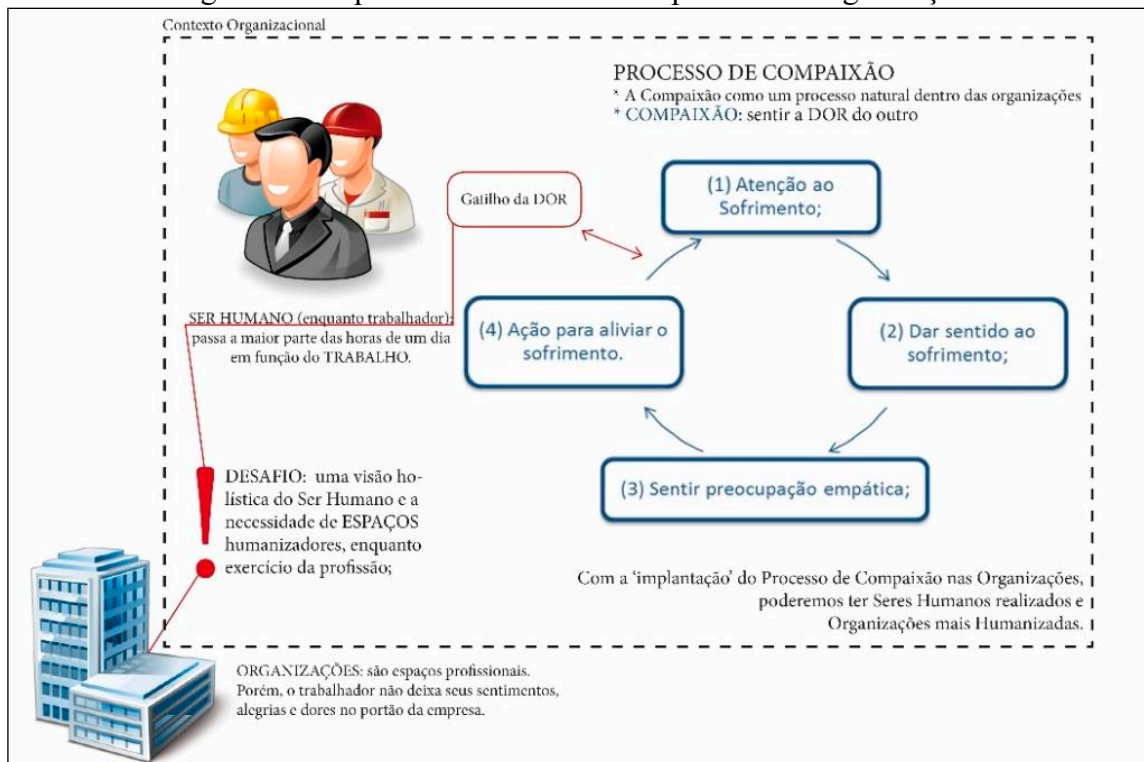 Contexto Organizacional
PROCESSO DE COMPAIXÃO
* A Compaixão como um processo natural dentro das organizações
* COMPAIXÃO: sentir a DOR do outro
Gatilho da DOR
(1) Atenção ao
Sofrimento;
(2) Dar sentido ao
sofrimento;
(3) Sentir preocupação empática;
(4) Ação para aliviar o
sofrimento.
SER HUMANO (enquanto trabalhador):
passa a maior parte das horas de um dia
em função do TRABALHO.
DESAFIO: uma visão ho-
lística do Ser Humano e a
necessidade de ESPAÇOS
humanizadores, enquanto
exercício da profissão;
Com a 'implantação' do Processo de Compaixão nas Organizações,
poderemos ter Seres Humanos realizados e
Organizações mais Humanizadas.
ORGANIZAÇÕES: são espaços profissionais.
Porém, o trabalhador não deixa seus sentimentos,
alegrias e dores no portão da empresa.